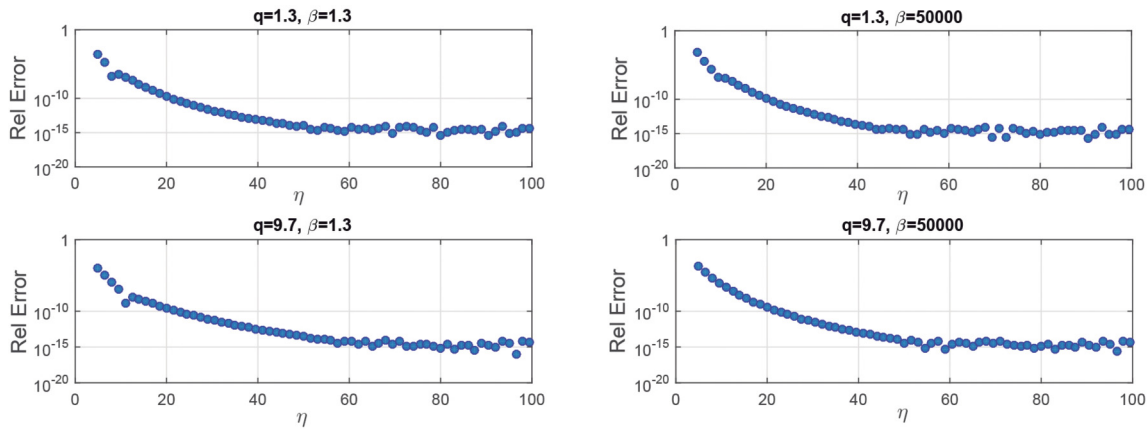 q=1.3, β=1.3
1
10^-10
10^-15
10^-20
Rel Error
0 20 40 60 80 100
η
q=1.3, β=50000
1
10^-10
10^-15
10^-20
Rel Error
0 20 40 60 80 100
η
q=9.7, β=1.3
1
10^-10
10^-15
10^-20
Rel Error
0 20 40 60 80 100
η
q=9.7, β=50000
1
10^-10
10^-15
10^-20
Rel Error
0 20 40 60 80 100
η